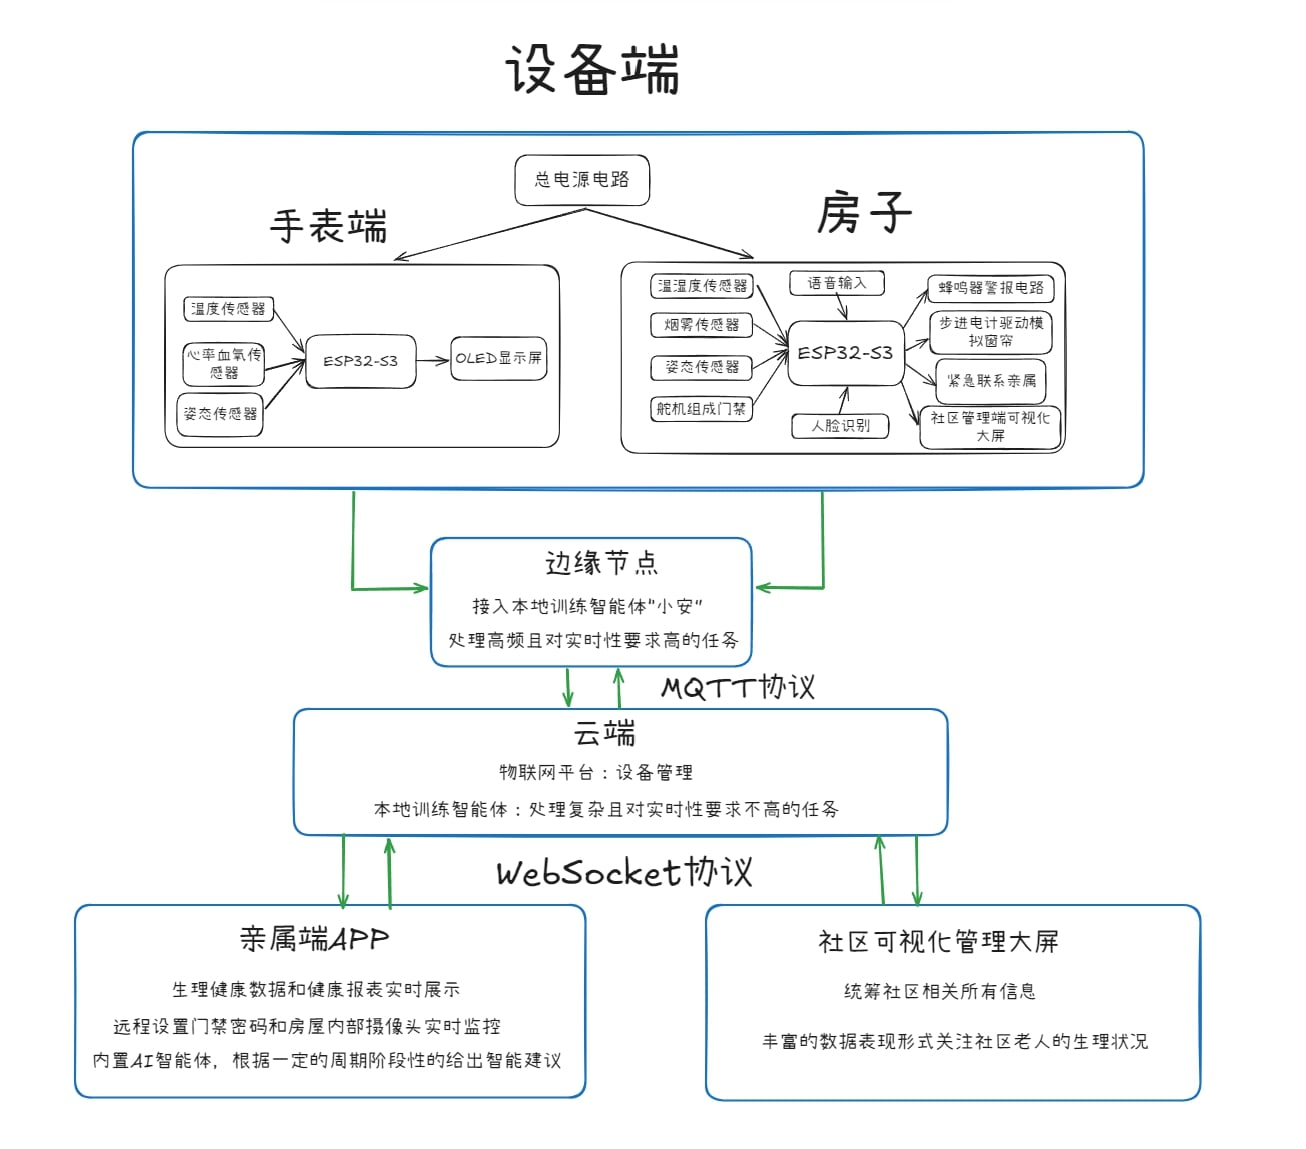 设备端
总电源电路
手表端
房子
温度传感器
心率血氧传
感器
姿态传感器
ESP32-S3
OLED显示屏
温湿度传感器
烟雾传感器
姿态传感器
舵机组成门禁
语音输入
ESP32-S3
人脸识别
蜂鸣器警报电路
步进电计驱动模
拟窗帘
紧急联系亲属
社区管理端可视化
大屏
边缘节点
接入本地训练智能体"小安"
处理高频且对实时性要求高的任务
MQTT协议
云端
物联网平台：设备管理
本地训练智能体：处理复杂且对实时性要求不高的任务
WebSocket协议
亲属端APP
生理健康数据和健康报表实时展示
远程设置门禁密码和房屋内部摄像头实时监控
内置AI智能体，根据一定的周期阶段性的给出智能建议
社区可视化管理大屏
统筹社区相关所有信息
丰富的数据表现形式关注社区老人的生理状况